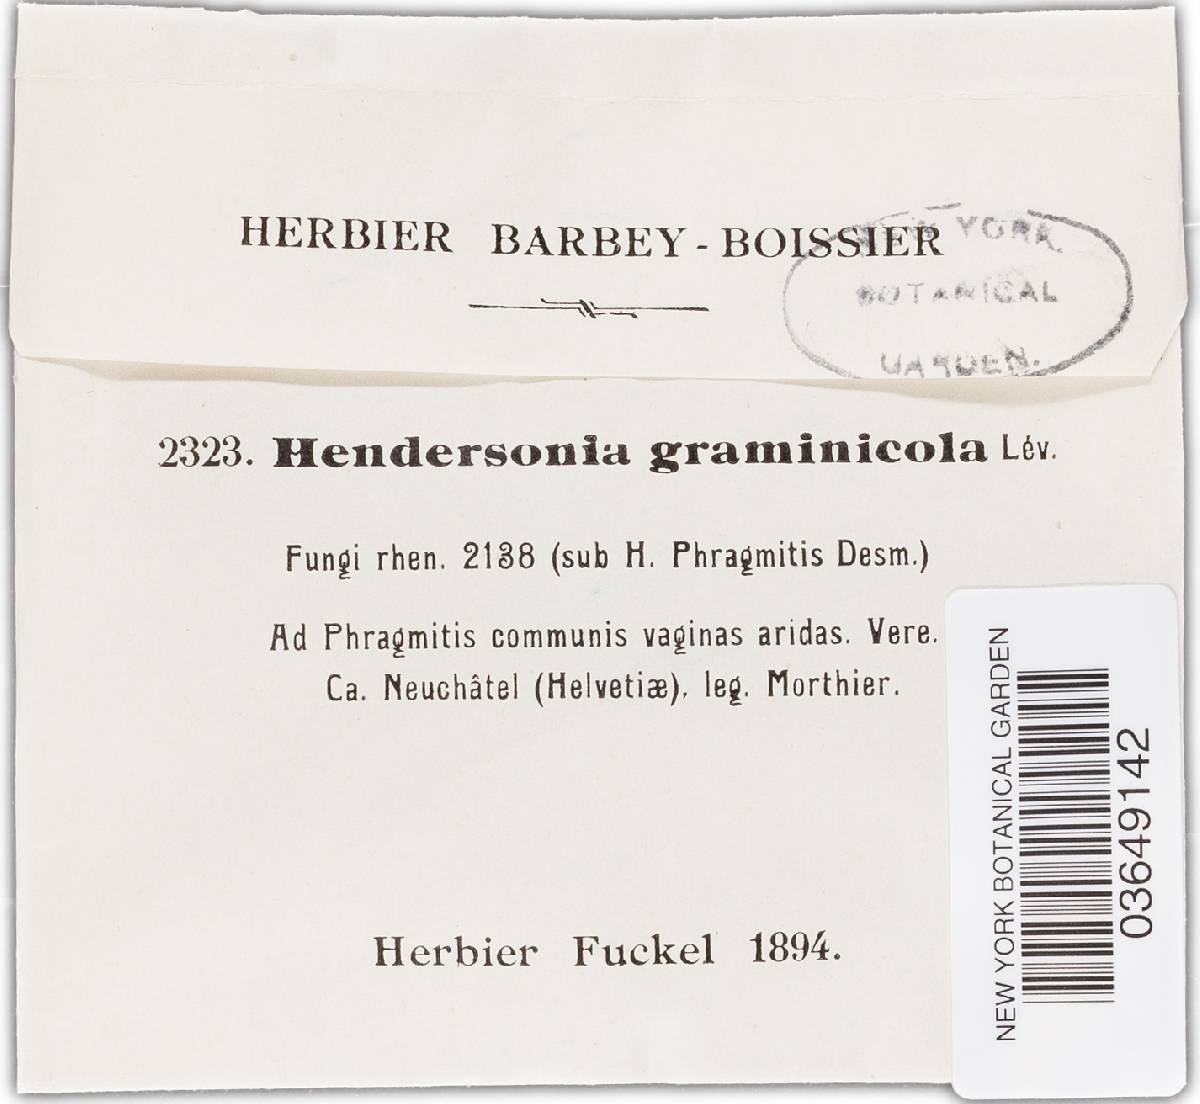 HERBIER BARBEY-BOISSIER
NEW YORK
BOTANICAL
GARDEN.
2323. Hendersonia graminicola Lév.
Fungi rhen. 2138 (sub H. Phragmitis Desm.)
Ad Phragmitis communis vaginas aridas. Vere.
Ca. Neuchâtel (Helvetiæ), leg. Morthier.
Herbier Fuckel 1894.
NEW YORK BOTANICAL GARDEN
03649142